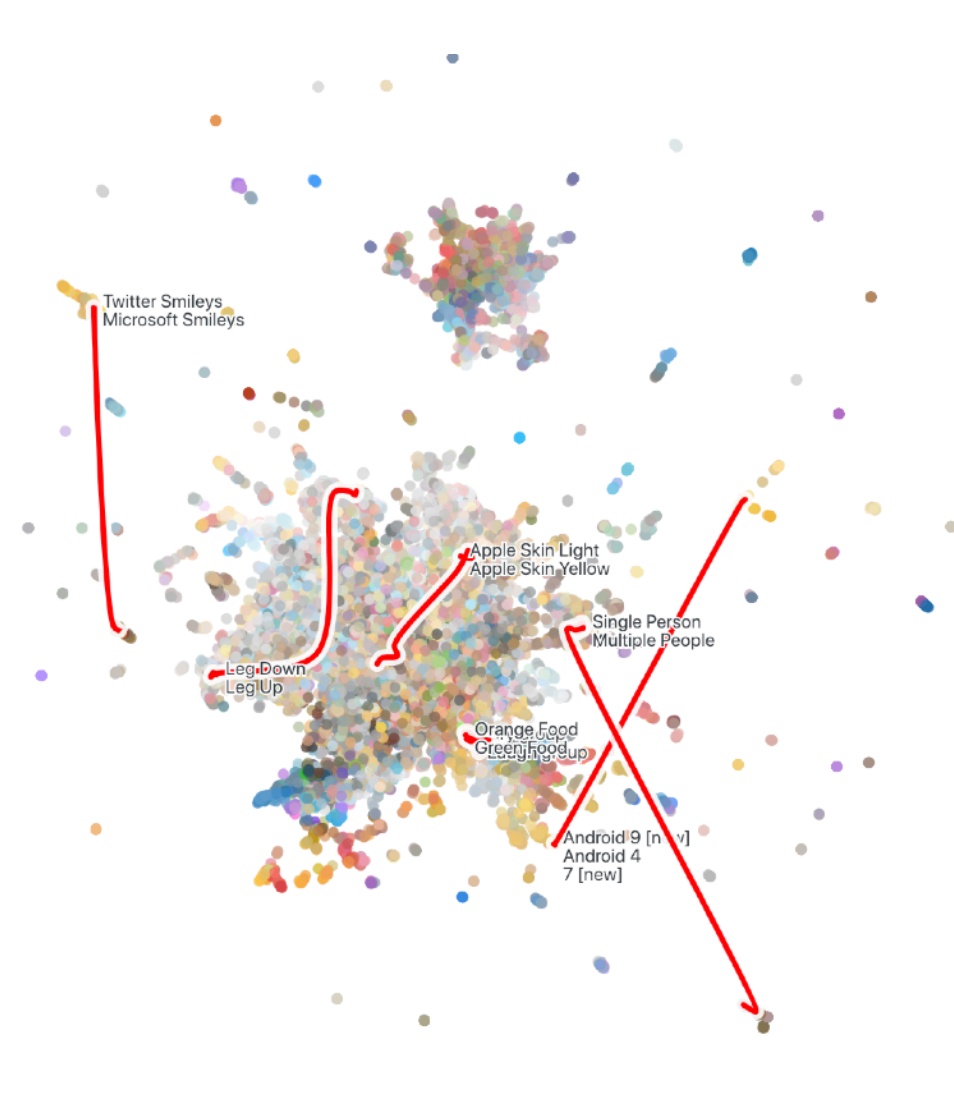 Twitter Smileys
Microsoft Smileys
Apple Skin Light
Apple Skin Yellow
Single Person
Multiple People
Leg Down
Leg Up
Orange Food
Green Food
group
Android 9
Android 4
7 [new]